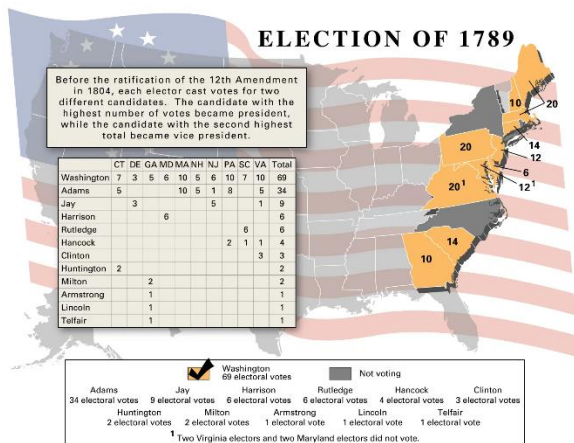 ELECTION OF 1789
Before the ratification of the 12th Amendment
in 1804, each elector cast votes for two
different candidates. The candidate with the
highest number of votes became president,
while the candidate with the second highest
total became vice president.
CT DE GA MD MA NH NJ PA SC VA Total
Washington 7 3 5 6 10 5 6 10 7 10 69
Adams 5 10 5 1 8 5 34
Jay 3 5 1 9
Harrison 6 6
Rutledge 6 6
Hancock 2 1 1 4
Clinton 3 3
Huntington 2 2
Milton 2 2
Armstrong 1 1
Lincoln 1 1
Telfair 1 1
10
20
14
20
12
6
20¹
12¹
14
10
Washington
69 electoral votes
Not voting
Adams Jay Harrison Rutledge Hancock Clinton
34 electoral votes 9 electoral votes 6 electoral votes 6 electoral votes 4 electoral votes 3 electoral votes
Huntington Milton Armstrong Lincoln Telfair
2 electoral votes 2 electoral votes 1 electoral vote 1 electoral vote 1 electoral vote
¹ Two Virginia electors and two Maryland electors did not vote.